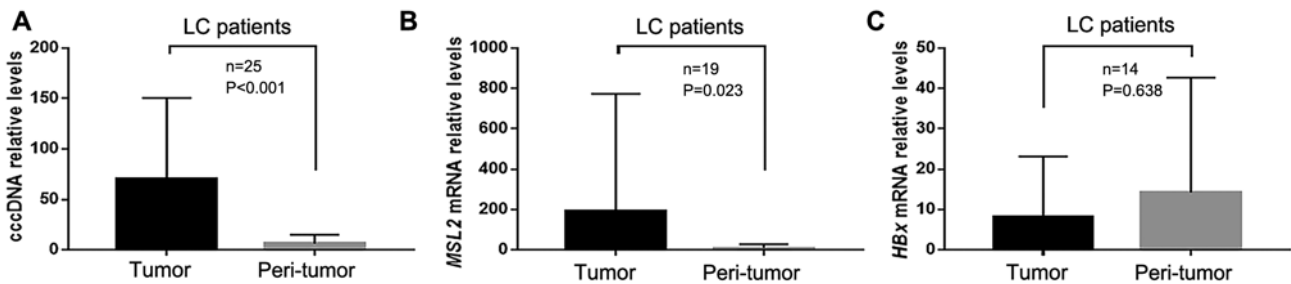 A
LC patients
cccDNA relative levels
200
150
100
50
0
n=25
P<0.001
Tumor
Peri-tumor
B
LC patients
MSL2 mRNA relative levels
1000
800
600
400
200
0
n=19
P=0.023
Tumor
Peri-tumor
C
LC patients
HBx mRNA relative levels
50
40
30
20
10
0
n=14
P=0.638
Tumor
Peri-tumor